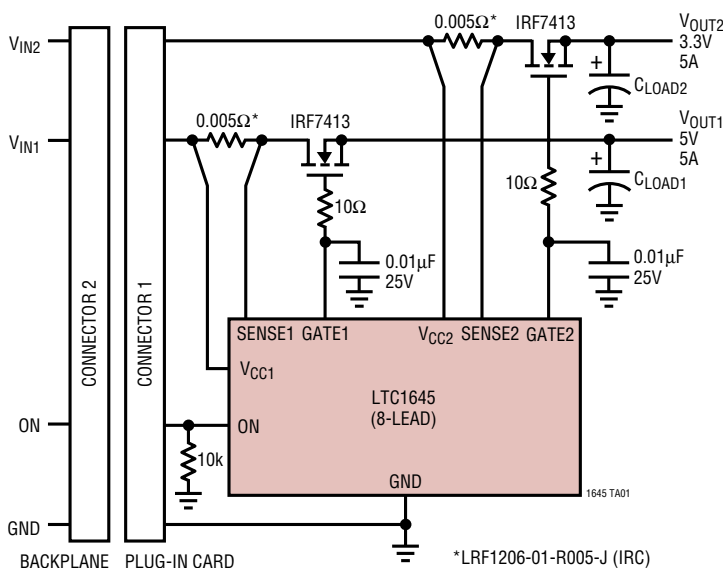 0.005Ω*
IRF7413
VIN2
VOUT2
3.3V
5A
+
CLOAD2
0.005Ω*
IRF7413
VIN1
VOUT1
5V
5A
+
CLOAD1
10Ω
10Ω
0.01µF
25V
0.01µF
25V
CONNECTOR 2
CONNECTOR 1
SENSE1
GATE1
VCC2
SENSE2
GATE2
VCC1
LTC1645
(8-LEAD)
ON
ON
10k
GND
1645 TA01
GND
BACKPLANE
PLUG-IN CARD
*LRF1206-01-R005-J (IRC)